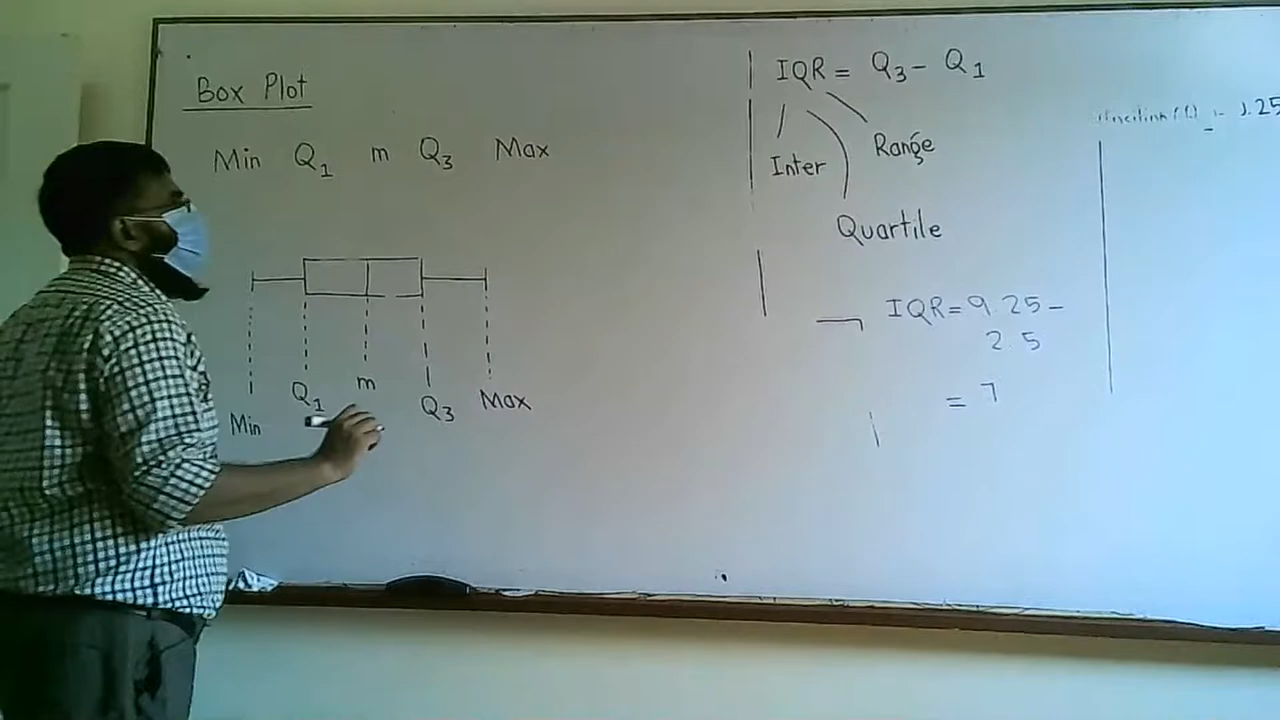 Box Plot
Min Q1 m Q3 Max
Min Q1 m Q3 Max
IQR = Q3 - Q1
Inter Range
Quartile
IQR = 9.25 -
2.5
= 7